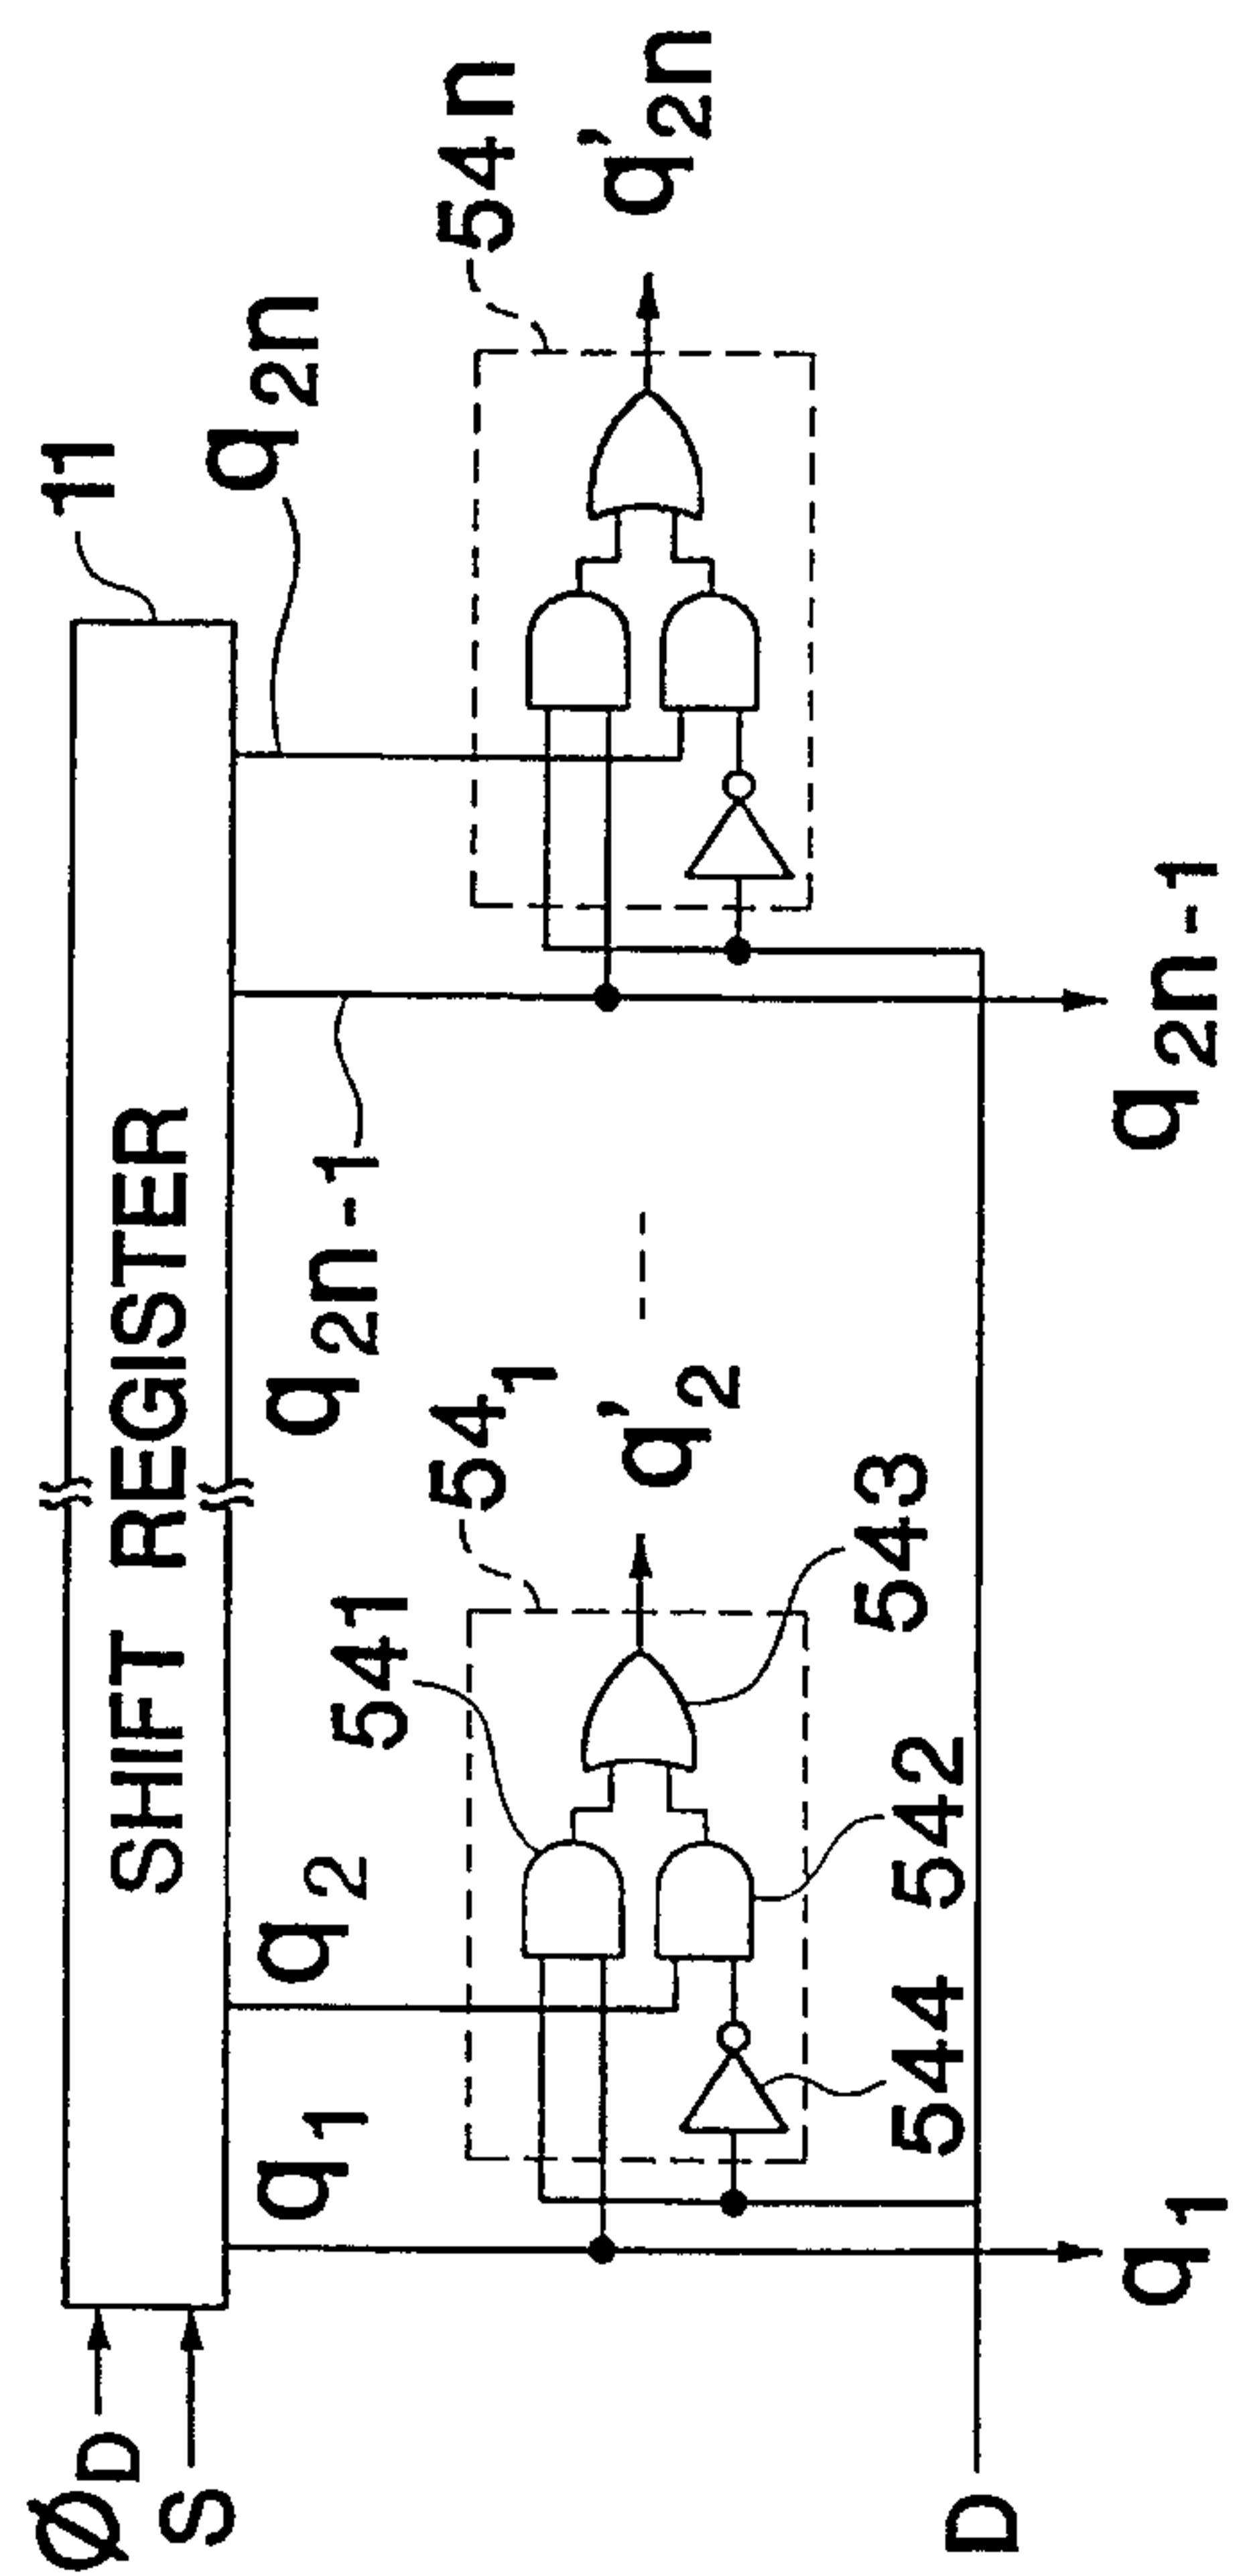 11
SHIFT REGISTER
ØD
S
q1
q2
q2n-1
q2n
541
541
54n
q'2
q'2n
543
542
544
D
q1
q2n-1